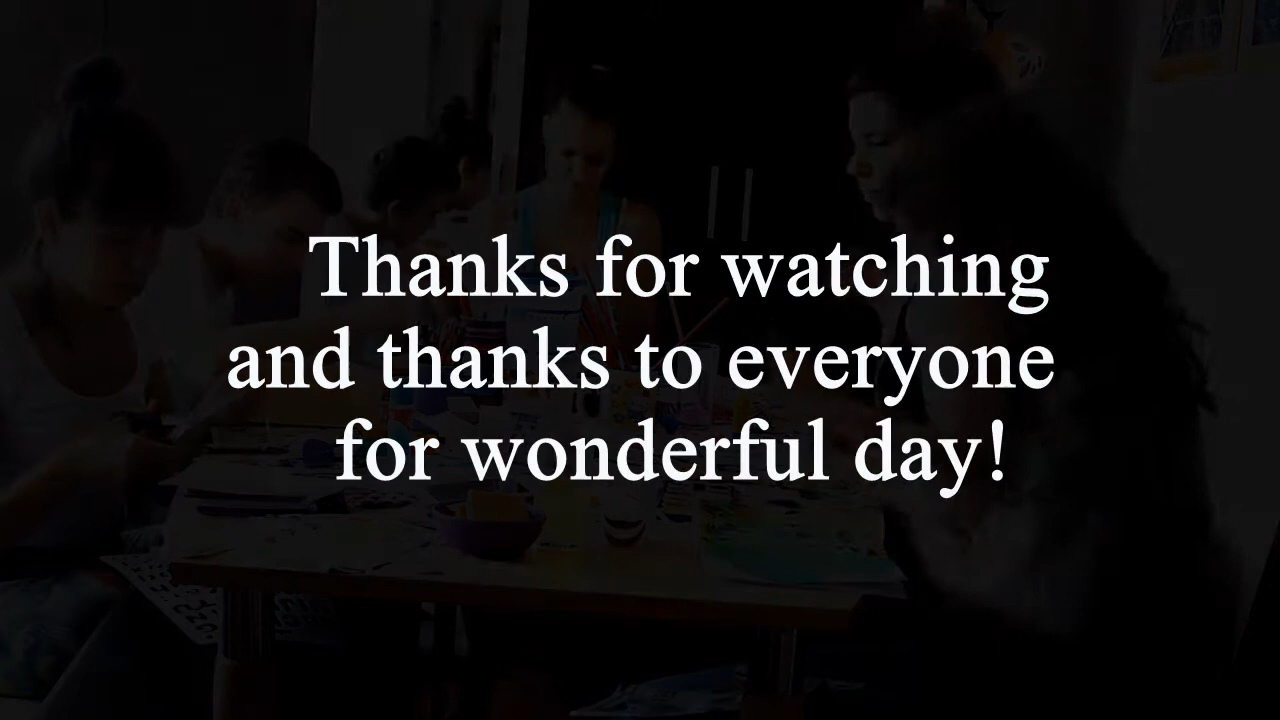 Thanks for watching
and thanks to everyone
for wonderful day!